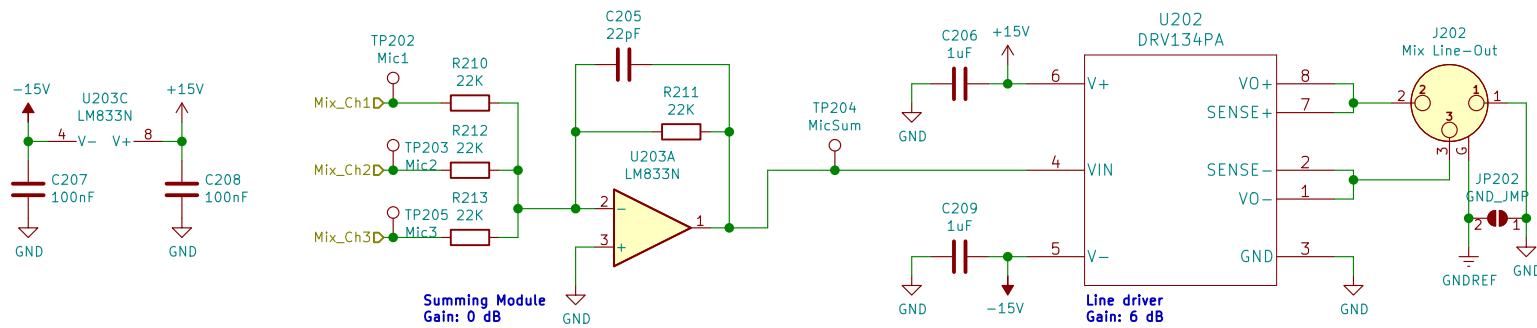 -15V
U203C
LM833N
+15V
4
V-
V+
8
C207
100nF
C208
100nF
GND
GND
TP202
Mic1
Mix_Ch1
R210
22K
TP203
Mic2
Mix_Ch2
R212
22K
TP205
Mic3
Mix_Ch3
R213
22K
C205
22pF
R211
22K
U203A
LM833N
2
-
3
+
1
GND
Summing Module
Gain: 0 dB
TP204
MicSum
C206
1uF
+15V
GND
C209
1uF
GND
-15V
U202
DRV134PA
6
V+
4
VIN
5
V-
VO+
8
SENSE+
7
SENSE-
2
VO-
1
GND
3
GND
Line driver
Gain: 6 dB
J202
Mix Line-Out
2
2
1
1
3
3
G
JP202
GND_JMP
2
1
GNDREF
GND